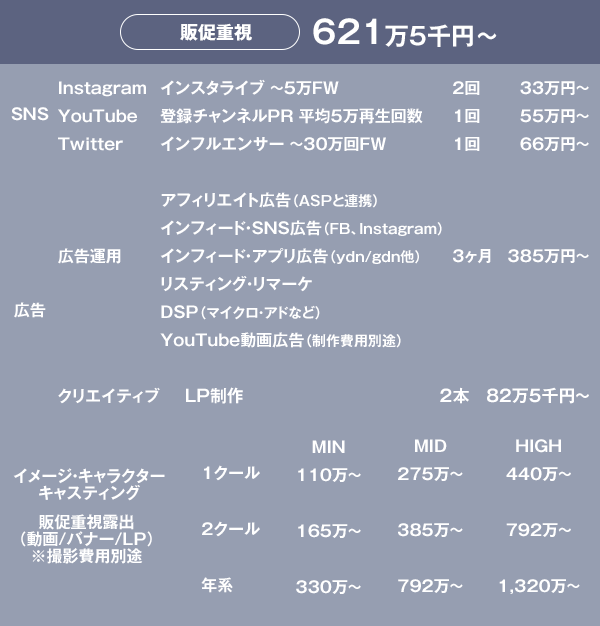 販促重視 621万5千円〜
Instagram インスタライブ 〜5万FW 2回 33万円〜
SNS YouTube 登録チャンネルPR 平均5万再生回数 1回 55万円〜
Twitter インフルエンサー 〜30万回FW 1回 66万円〜
アフィリエイト広告（ASPと連携）
インフィード・SNS広告（FB、Instagram）
広告運用 インフィード・アプリ広告（ydn/gdn他） 3ヶ月 385万円〜
リスティング・リマーケ
広告
DSP（マイクロ・アドなど）
YouTube動画広告（制作費用別途）
クリエイティブ LP制作 2本 82万5千円〜
MIN MID HIGH
イメージ・キャラクター
キャスティング
1クール 110万〜 275万〜 440万〜
販促重視露出
（動画/バナー/LP）
※撮影費用別途
2クール 165万〜 385万〜 792万〜
年系 330万〜 792万〜 1,320万〜